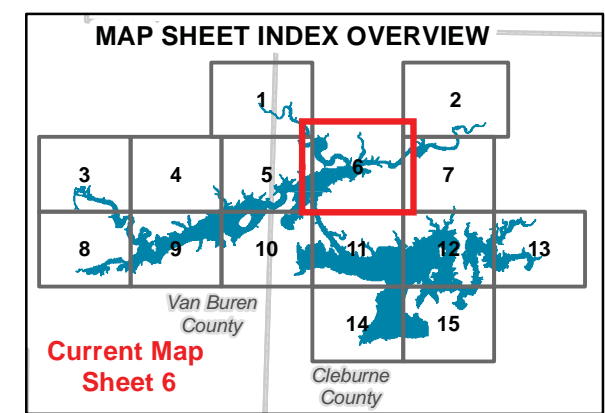 MAP SHEET INDEX OVERVIEW
1
2
3
4
5
6
7
8
9
10
11
12
13
Van Buren
County
14
15
Current Map
Sheet 6
Cleburne
County